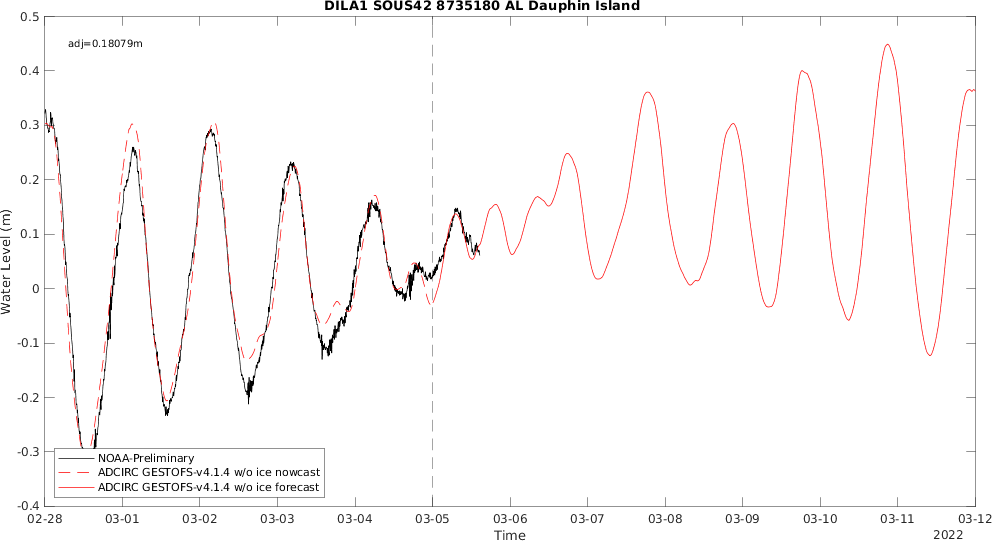 DILA1 SOUS42 8735180 AL Dauphin Island
adj=0.18079m
0.5
0.4
0.3
0.2
0.1
0
-0.1
-0.2
-0.3
-0.4
Water Level (m)
NOAA-Preliminary
ADCIRC GESTOFS-v4.1.4 w/o ice nowcast
ADCIRC GESTOFS-v4.1.4 w/o ice forecast
02-28 03-01 03-02 03-03 03-04 03-05 03-06 03-07 03-08 03-09 03-10 03-11 03-12
Time
2022